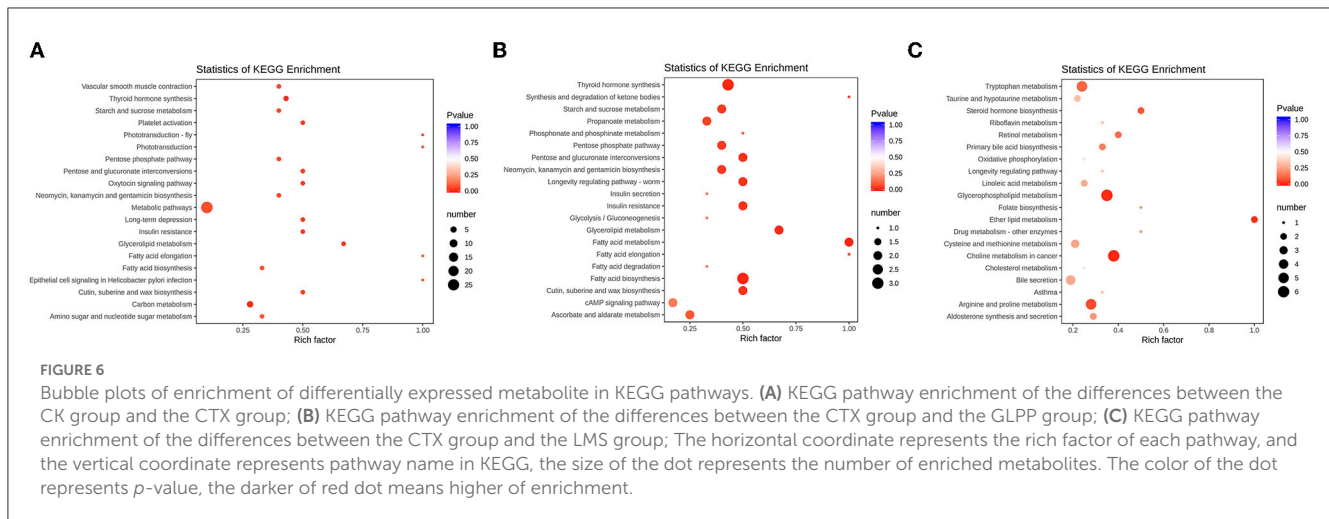 A
Statistics of KEGG Enrichment
Vascular smooth muscle contraction
Thyroid hormone synthesis
Starch and sucrose metabolism
Platelet activation
Phototransduction - fly
Phototransduction
Pentose phosphate pathway
Pentose and glucuronate interconversions
Oxytocin signaling pathway
Neomycin, kanamycin and gentamicin biosynthesis
Metabolic pathways
Long-term depression
Insulin resistance
Glycerolipid metabolism
Fatty acid elongation
Fatty acid biosynthesis
Epithelial cell signaling in Helicobacter pylori infection
Cutin, suberine and wax biosynthesis
Carbon metabolism
Amino sugar and nucleotide sugar metabolism
0.25 0.50 0.75 1.00
Rich factor
Pvalue
1.00
0.75
0.50
0.25
0.00
number
5
10
15
20
25
B
Statistics of KEGG Enrichment
Thyroid hormone synthesis
Synthesis and degradation of ketone bodies
Starch and sucrose metabolism
Propanoate metabolism
Phosphonate and phosphinate metabolism
Pentose phosphate pathway
Pentose and glucuronate interconversions
Neomycin, kanamycin and gentamicin biosynthesis
Longevity regulating pathway - worm
Insulin secretion
Insulin resistance
Glycolysis / Gluconeogenesis
Glycerolipid metabolism
Fatty acid metabolism
Fatty acid elongation
Fatty acid degradation
Fatty acid biosynthesis
Cutin, suberine and wax biosynthesis
cAMP signaling pathway
Ascorbate and aldarate metabolism
0.25 0.50 0.75 1.00
Rich factor
Pvalue
1.00
0.75
0.50
0.25
0.00
number
1.0
1.5
2.0
2.5
3.0
C
Statistics of KEGG Enrichment
Tryptophan metabolism
Taurine and hypotaurine metabolism
Steroid hormone biosynthesis
Riboflavin metabolism
Retinol metabolism
Primary bile acid biosynthesis
Oxidative phosphorylation
Longevity regulating pathway
Linoleic acid metabolism
Glycerophospholipid metabolism
Folate biosynthesis
Ether lipid metabolism
Drug metabolism - other enzymes
Cysteine and methionine metabolism
Choline metabolism in cancer
Cholesterol metabolism
Bile secretion
Asthma
Arginine and proline metabolism
Aldosterone synthesis and secretion
0.2 0.4 0.6 0.8 1.0
Rich factor
Pvalue
1.00
0.75
0.50
0.25
0.00
number
1
2
3
4
5
6
FIGURE 6
Bubble plots of enrichment of differentially expressed metabolite in KEGG pathways. (A) KEGG pathway enrichment of the differences between the
CK group and the CTX group; (B) KEGG pathway enrichment of the differences between the CTX group and the GLPP group; (C) KEGG pathway
enrichment of the differences between the CTX group and the LMS group; The horizontal coordinate represents the rich factor of each pathway, and
the vertical coordinate represents pathway name in KEGG, the size of the dot represents the number of enriched metabolites. The color of the dot
represents p-value, the darker of red dot means higher of enrichment.